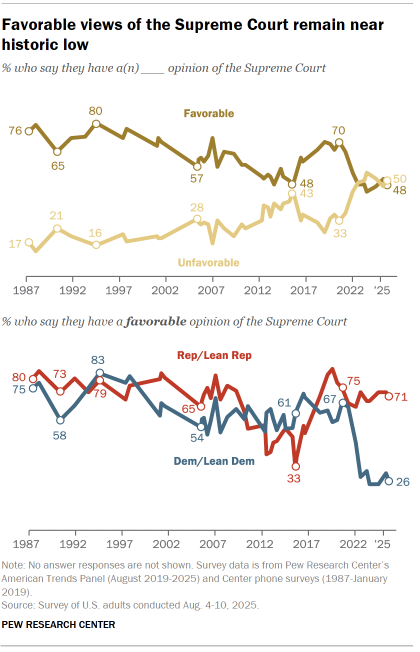 Favorable views of the Supreme Court remain near
historic low
% who say they have a(n) ___ opinion of the Supreme Court
Favorable
80
76
70
65
57
50
48
48
43
28
33
21
17
16
Unfavorable
1987 1992 1997 2002 2007 2012 2017 2022 '25
% who say they have a favorable opinion of the Supreme Court
Rep/Lean Rep
83
80
73
75
75
79
71
67
65
61
58
54
Dem/Lean Dem
33
26
1987 1992 1997 2002 2007 2012 2017 2022 '25
Note: No answer responses are not shown. Survey data is from Pew Research Center's
American Trends Panel (August 2019-2025) and Center phone surveys (1987-January
2019).
Source: Survey of U.S. adults conducted Aug. 4-10, 2025.
PEW RESEARCH CENTER